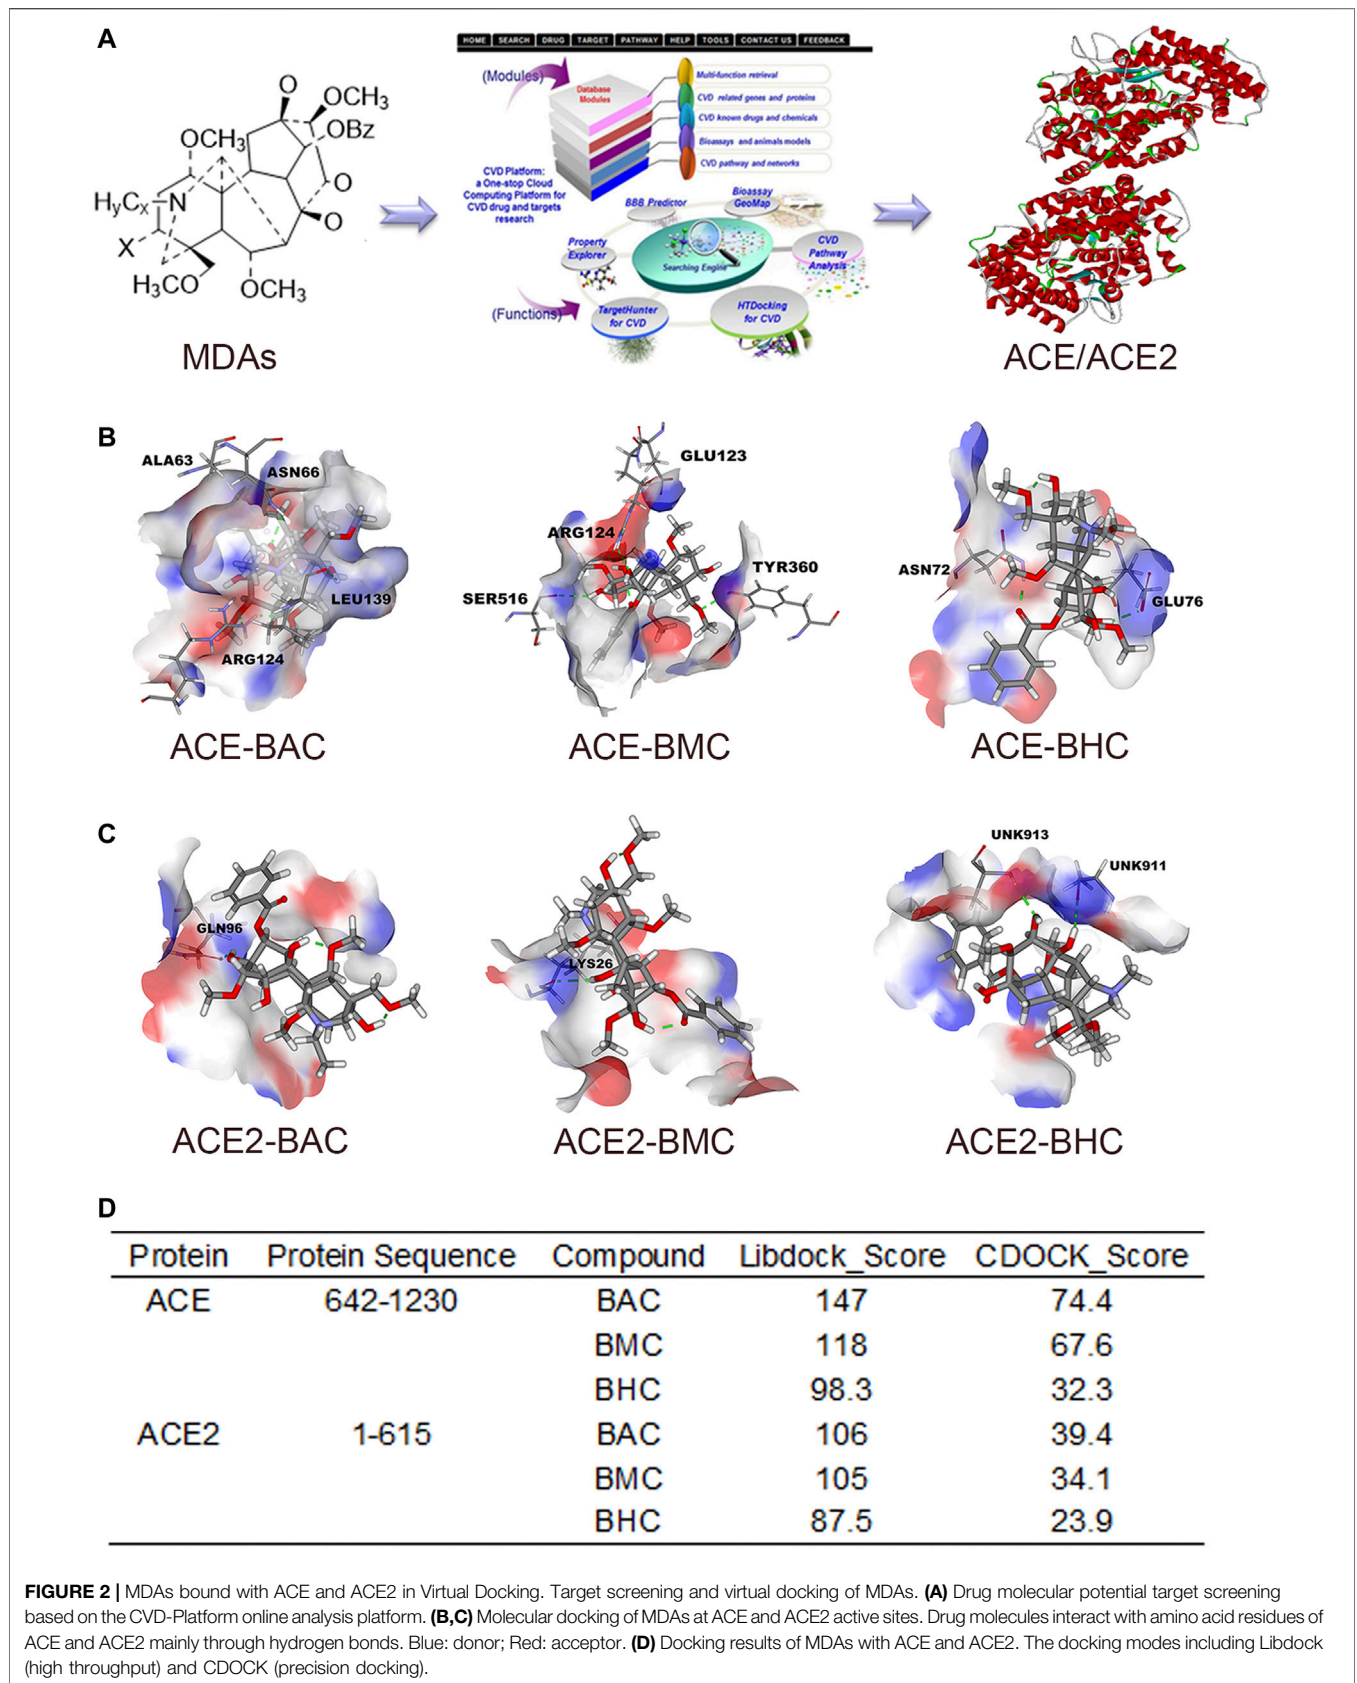 A
HOME SEARCH DRUG TARGET PATHWAY HELP TOOLS CONTACT US FEEDBACK
(Modules)
Database
Modules
Multi-function retrieval
CVD related genes and proteins
CVD known drugs and chemicals
Bioassays and animals models
CVD pathway and networks
CVD Platform:
a One-stop Cloud
Computing Platform for
CVD drug and targets
research
BBB Predictor
Bioassay
GeoMap
Property
Explorer
Searching Engine
CVD
Pathway
Analysis
(Functions)
TargetHunter
for CVD
HTDocking
for CVD
O
OCH3
OBz
OCH3
O
HyCx
N
O
X
H3CO
OCH3
MDAs
ACE/ACE2
B
ALA63
ASN66
LEU139
ARG124
GLU123
ARG124
SER516
TYR360
ASN72
GLU76
ACE-BAC
ACE-BMC
ACE-BHC
C
GLN96
LYS26
UNK913
UNK911
ACE2-BAC
ACE2-BMC
ACE2-BHC
D
Protein Protein Sequence Compound Libdock_Score CDOCK_Score
ACE 642-1230 BAC 147 74.4
BMC 118 67.6
BHC 98.3 32.3
ACE2 1-615 BAC 106 39.4
BMC 105 34.1
BHC 87.5 23.9
FIGURE 2 | MDAs bound with ACE and ACE2 in Virtual Docking. Target screening and virtual docking of MDAs. (A) Drug molecular potential target screening
based on the CVD-Platform online analysis platform. (B,C) Molecular docking of MDAs at ACE and ACE2 active sites. Drug molecules interact with amino acid residues of
ACE and ACE2 mainly through hydrogen bonds. Blue: donor; Red: acceptor. (D) Docking results of MDAs with ACE and ACE2. The docking modes including Libdock
(high throughput) and CDOCK (precision docking).